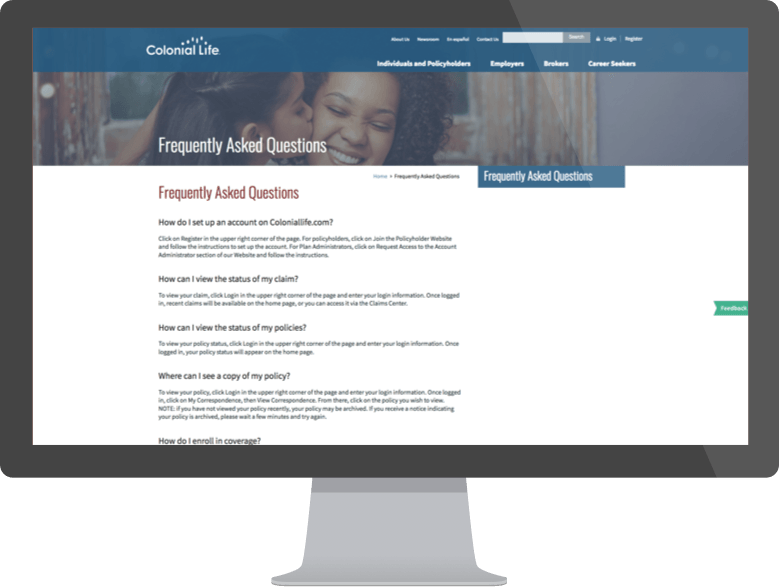 Colonial Life
About Us Newsroom En español Contact Us Search Login Register
Individuals and Policyholders Employers Brokers Career Seekers
Frequently Asked Questions
Home > Frequently Asked Questions
Frequently Asked Questions
Frequently Asked Questions
How do I set up an account on Coloniallife.com?
Click on Register in the upper right corner of the page. For policyholders, click on Join the Policyholder Website
and follow the instructions to set up the account. For Plan Administrators, click on Request Access to the Account
Administrator section of our Website and follow the instructions.
How can I view the status of my claim?
To view your claim, click Login in the upper right corner of the page and enter your login information. Once logged
in, recent claims will be available on the home page, or you can access it via the Claims Center.
How can I view the status of my policies?
To view your policy status, click Login in the upper right corner of the page and enter your login information. Once
logged in, your policy status will appear on the home page.
Where can I see a copy of my policy?
To view your policy, click Login in the upper right corner of the page and enter your login information. Once logged
in, click on My Correspondence, then View Correspondence. From there, click on the policy you wish to view.
NOTE: if you have not viewed your policy recently, your policy may be archived. If you receive a notice indicating
your policy is archived, please wait a few minutes and try again.
How do I enroll in coverage?
Feedback